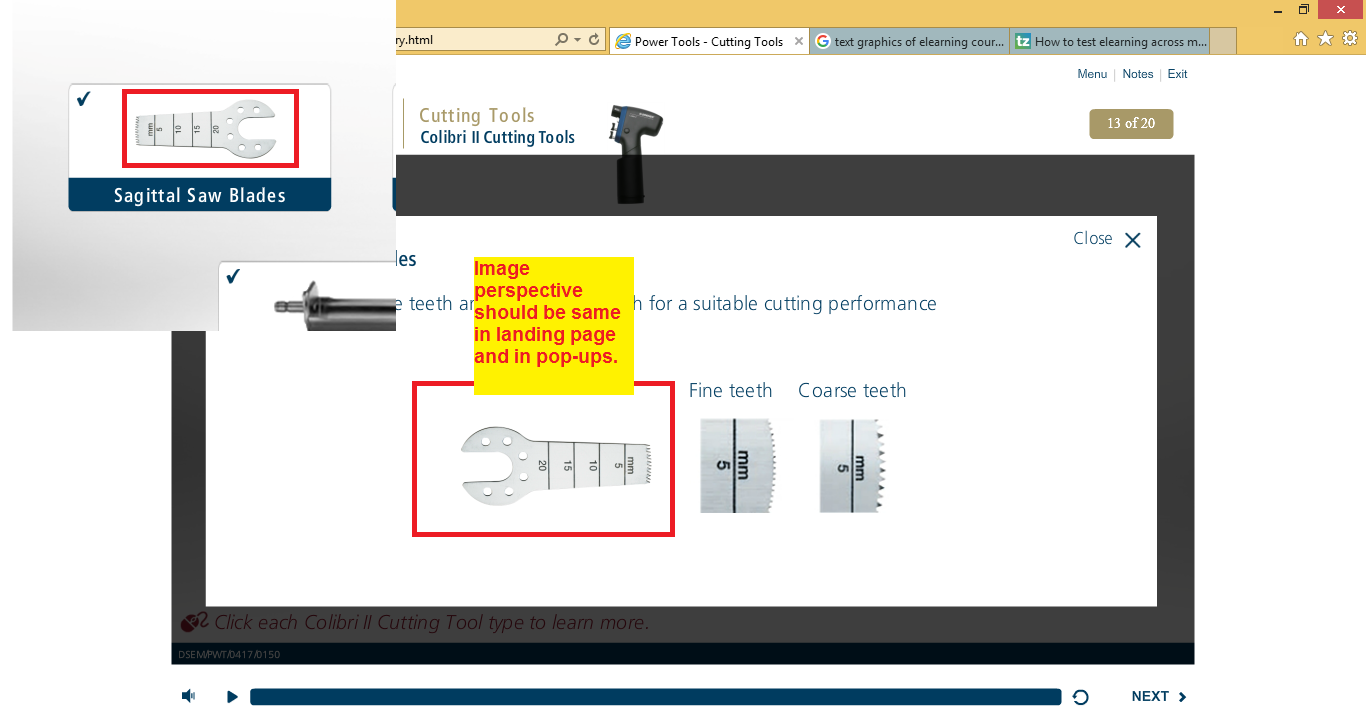 ry.html
Power Tools - Cutting Tools
text graphics of elearning cour...
How to test elearning across m...
Menu | Notes | Exit
mm 5 10 15 20
Sagittal Saw Blades
Cutting Tools
Colibri II Cutting Tools
13 of 20
Close
les
e teeth a
h for a suitable cutting performance
Image
perspective
should be same
in landing page
and in pop-ups.
Fine teeth
Coarse teeth
20 15 10 5 mm
5 mm
5 mm
Click each Colibri II Cutting Tool type to learn more.
DSEM/PWT/0417/0150
NEXT